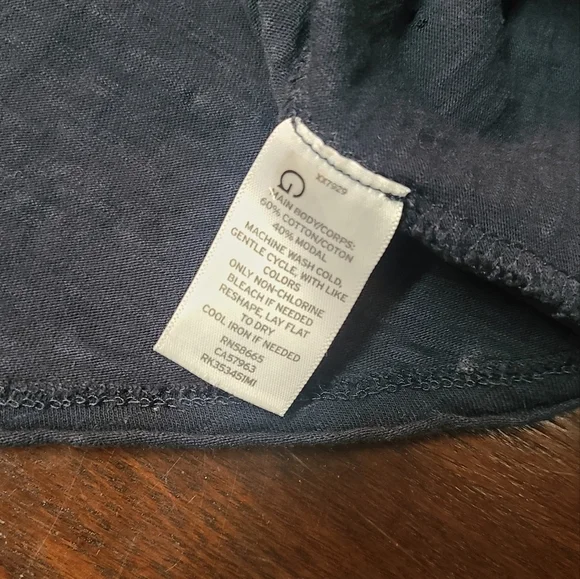 XX7929
G
MAIN BODY/CORPS:
60% COTTON/COTON
40% MODAL
MACHINE WASH COLD,
GENTLE CYCLE, WITH LIKE
COLORS
ONLY NON-CHLORINE
BLEACH IF NEEDED
RESHAPE, LAY FLAT
TO DRY
COOL IRON IF NEEDED
RN58665
CA57963
RK35345IMI